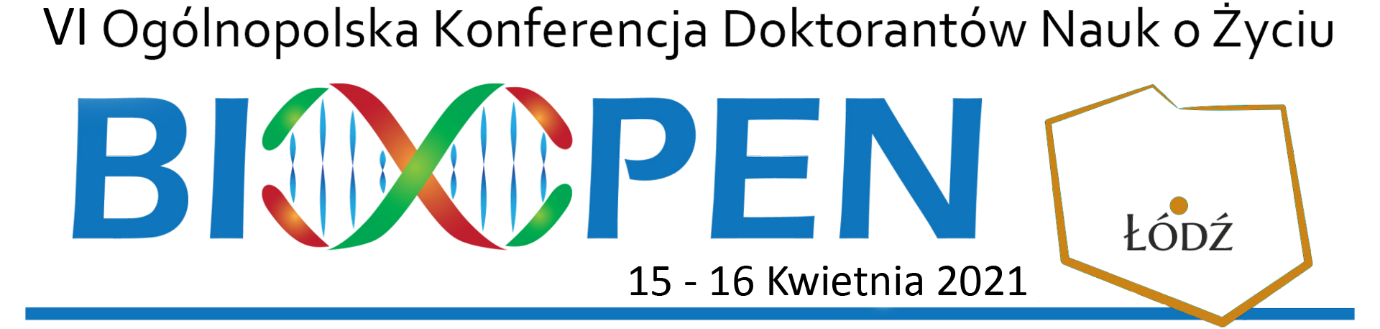 VI Ogólnopolska Konferencja Doktorantów Nauk o Życiu
BIOOPEN
ŁÓDŹ
15 - 16 Kwietnia 2021